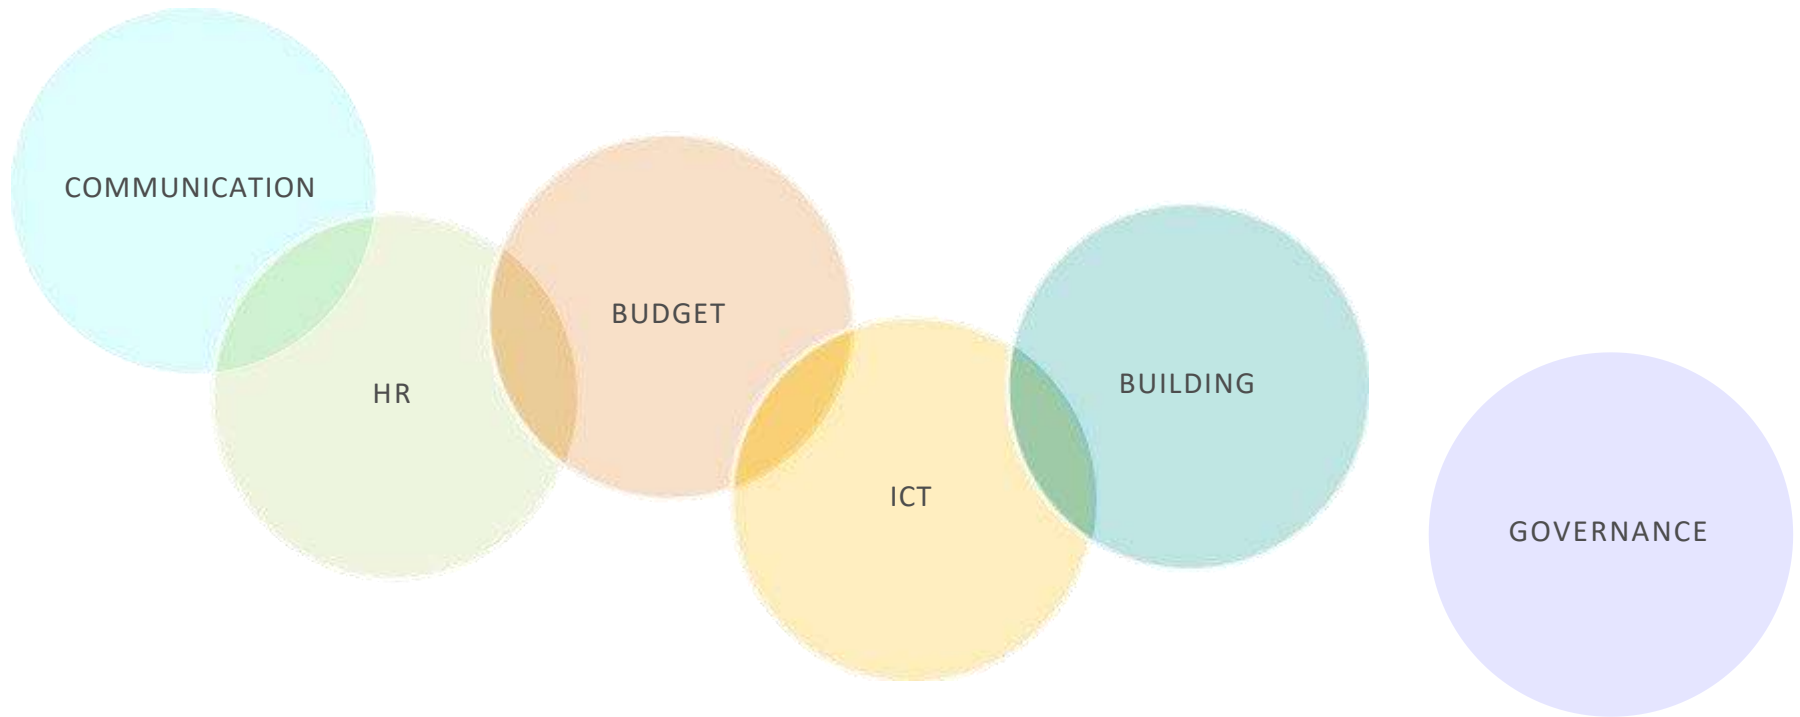 COMMUNICATION
HR
BUDGET
ICT
BUILDING
GOVERNANCE